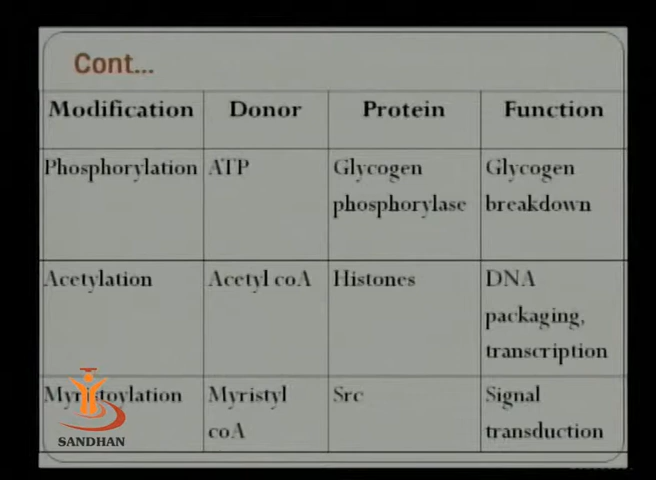 Cont...
Modification Donor Protein Function
Phosphorylation ATP Glycogen phosphorylase Glycogen breakdown
Acetylation Acetyl coA Histones DNA packaging, transcription
Myristoylation Myristyl coA Src Signal transduction
SANDHAN